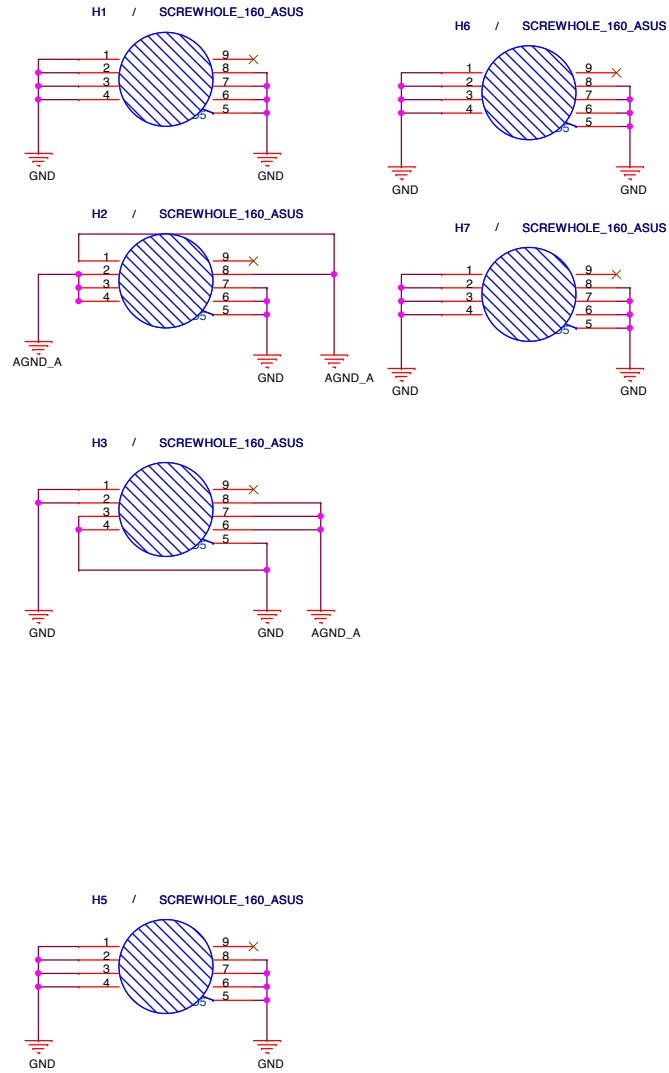 H1 / SCREWHOLE_160_ASUS
1 9
2 8
3 7
4 6
5
GND GND
H6 / SCREWHOLE_160_ASUS
1 9
2 8
3 7
4 6
5
GND GND
H2 / SCREWHOLE_160_ASUS
1 9
2 8
3 7
4 6
5
AGND_A GND AGND_A
H7 / SCREWHOLE_160_ASUS
1 9
2 8
3 7
4 6
5
GND GND
H3 / SCREWHOLE_160_ASUS
1 9
2 8
3 7
4 6
5
GND GND AGND_A
H5 / SCREWHOLE_160_ASUS
1 9
2 8
3 7
4 6
5
GND GND